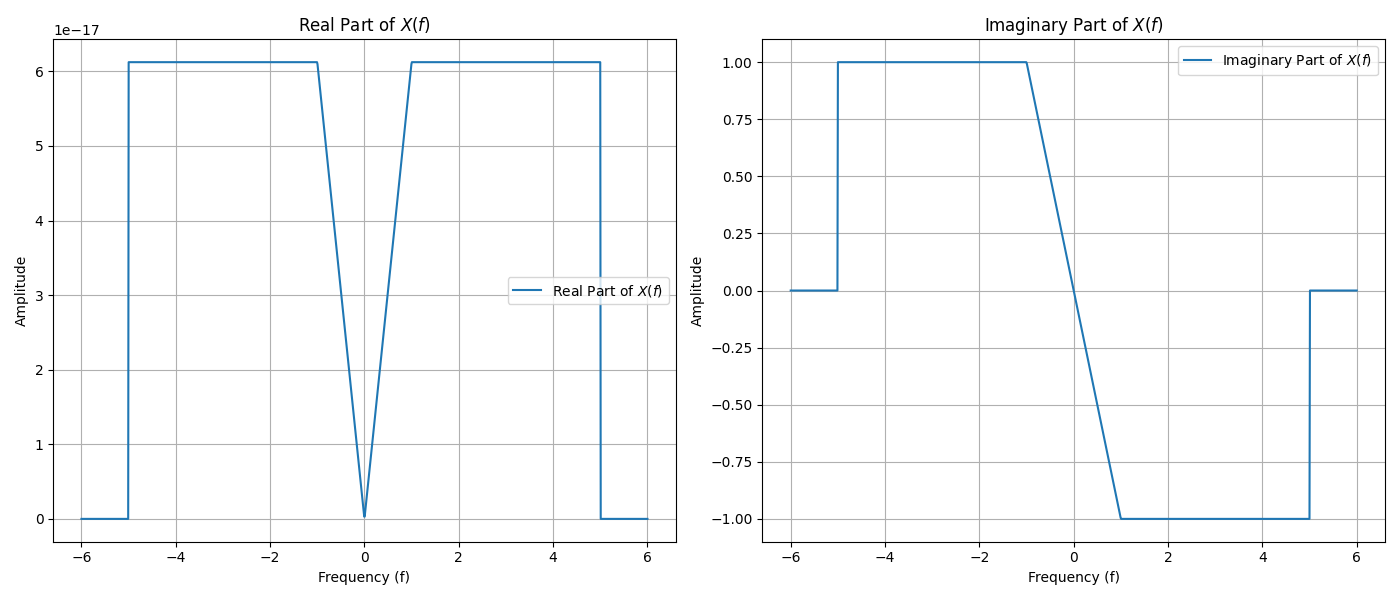 Real Part of X(f)
1e−17
6
5
4
3
2
1
0
Amplitude
Real Part of X(f)
−6 −4 −2 0 2 4 6
Frequency (f)
Imaginary Part of X(f)
Imaginary Part of X(f)
1.00
0.75
0.50
0.25
0.00
−0.25
−0.50
−0.75
−1.00
Amplitude
−6 −4 −2 0 2 4 6
Frequency (f)